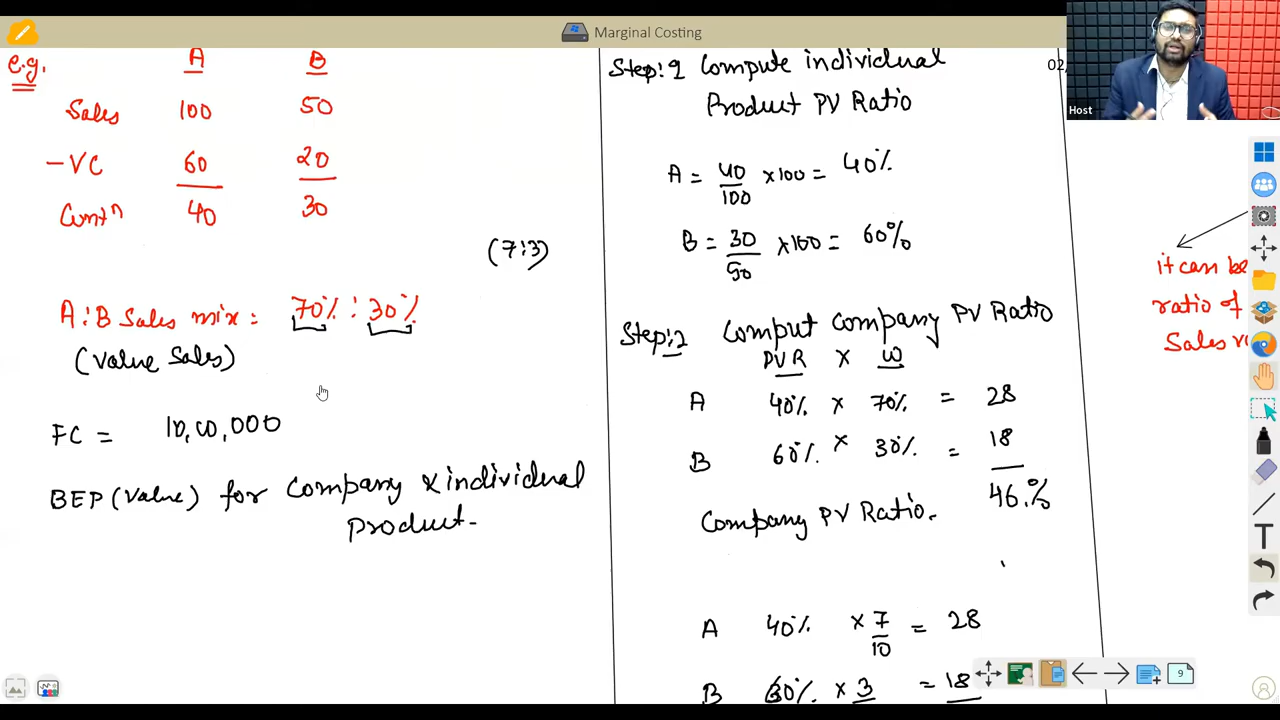 Marginal Costing
Host
02
e.g. A B
Sales 100 50
-VC 60 20
Contn 40 30
(7:3)
A:B Sales mix = 70% : 30%
(Value Sales)
FC = 10,00,000
BEP (Value) for Company & individual
Product-
Step:1 Compute individual
Product PV Ratio
A = 40/100 x100 = 40%
B = 30/50 x100 = 60%
Step:2 Comput Company PV Ratio
PVR X W
A 40% x 70% = 28
B 60% x 30% = 18
46.%
Company PV Ratio.
A 40% x 7/10 = 28
B 60% x 3 = 18
it can be
ratio of
Sales
T
9